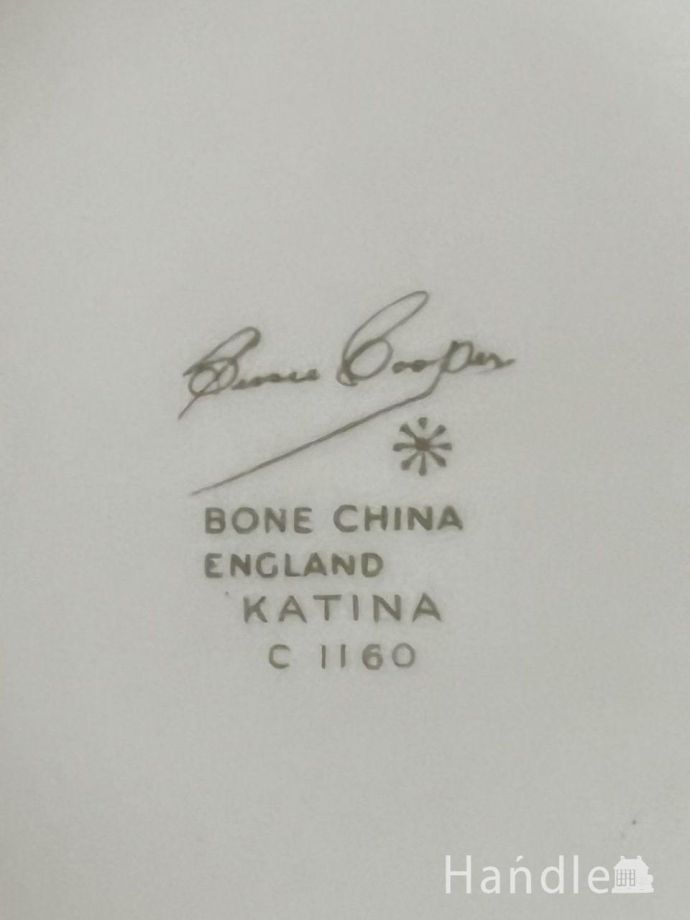 Susie Cooper
BONE CHINA
ENGLAND
KATINA
C 1160
Handle